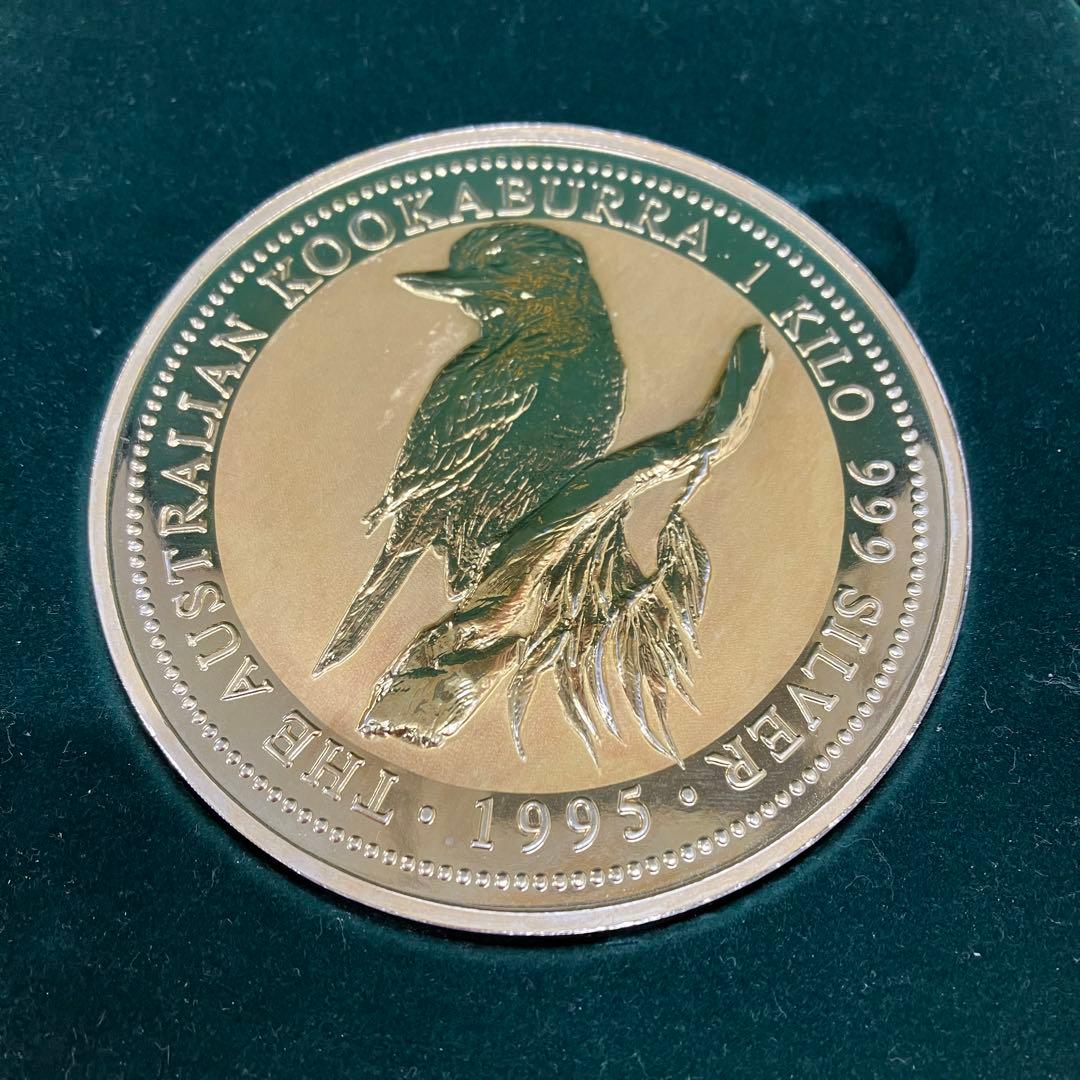 THE AUSTRALIAN KOOKABURRA 1 KILO 999 SILVER
· 1995 ·